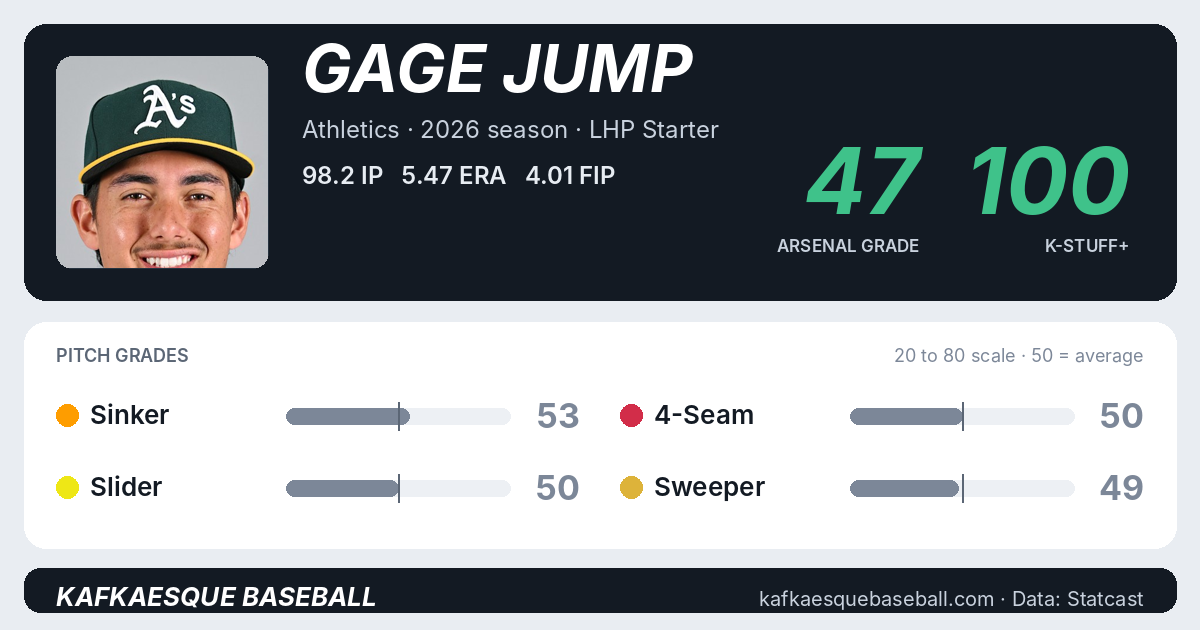 A's
GAGE JUMP
Athletics · 2026 season · LHP Starter
98.2 IP 5.47 ERA 4.01 FIP
47 100
ARSENAL GRADE K-STUFF+
PITCH GRADES 20 to 80 scale · 50 = average
Sinker 53 4-Seam 50
Slider 50 Sweeper 49
KAFKAESQUE BASEBALL kafkaesquebaseball.com · Data: Statcast